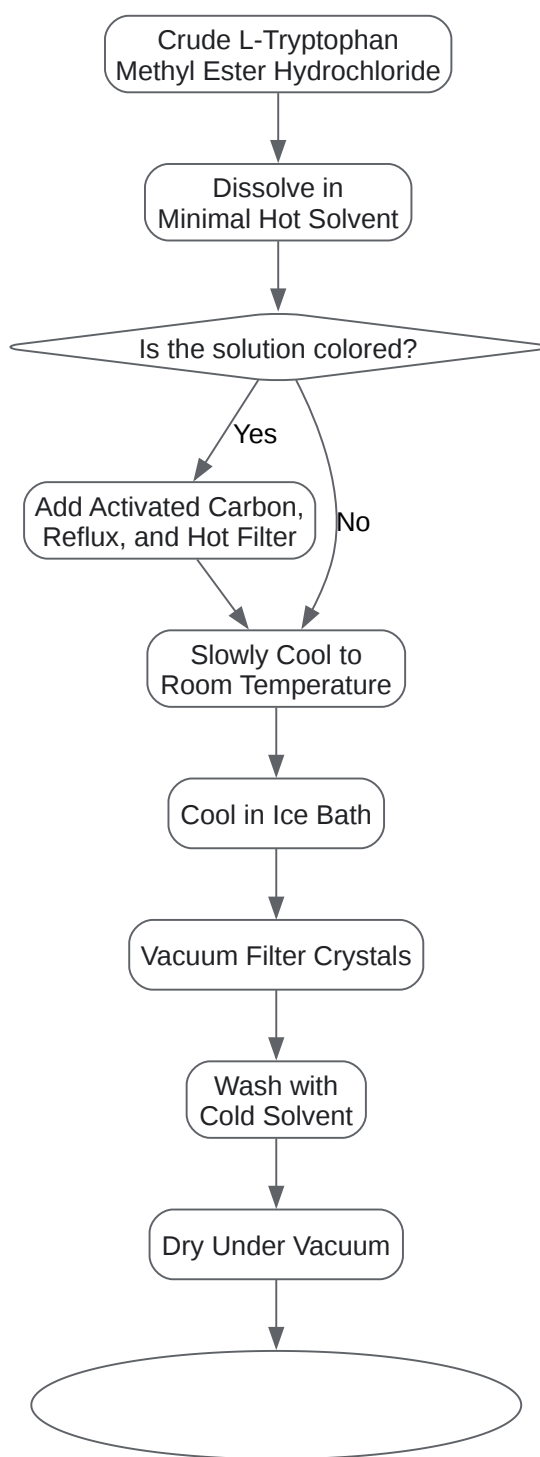 Crude L-Tryptophan
Methyl Ester Hydrochloride
Dissolve in
Minimal Hot Solvent
Is the solution colored?
Yes
Add Activated Carbon,
Reflux, and Hot Filter
No
Slowly Cool to
Room Temperature
Cool in Ice Bath
Vacuum Filter Crystals
Wash with
Cold Solvent
Dry Under Vacuum